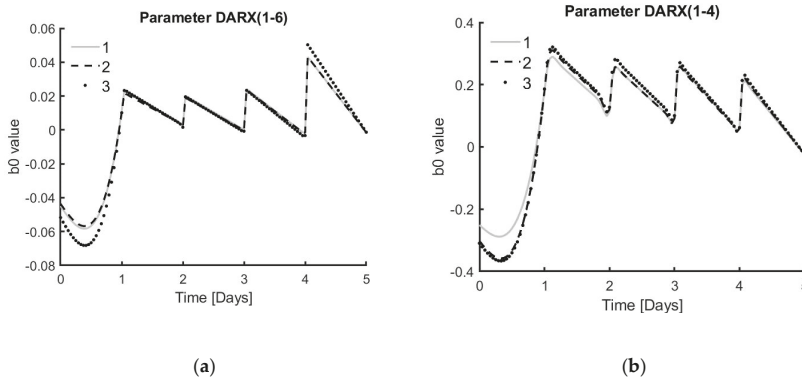 Parameter DARX(1-6)
0.06
0.04
0.02
0
-0.02
-0.04
-0.06
0.08
b0 value
1
2
3
0 1 2 3 4 5
Time [Days]
(a)
Parameter DARX(1-4)
0.4
0.2
0
-0.2
-0.4
b0 value
1
2
3
0 1 2 3 4 5
Time [Days]
(b)